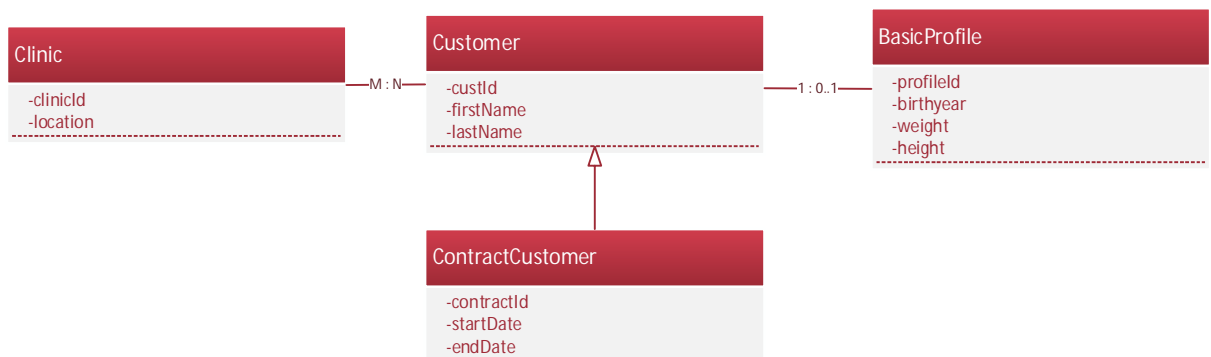 Clinic
-clinicId
-location
M : N
Customer
-custId
-firstName
-lastName
1 : 0..1
BasicProfile
-profileId
-birthyear
-weight
-height
ContractCustomer
-contractId
-startDate
-endDate